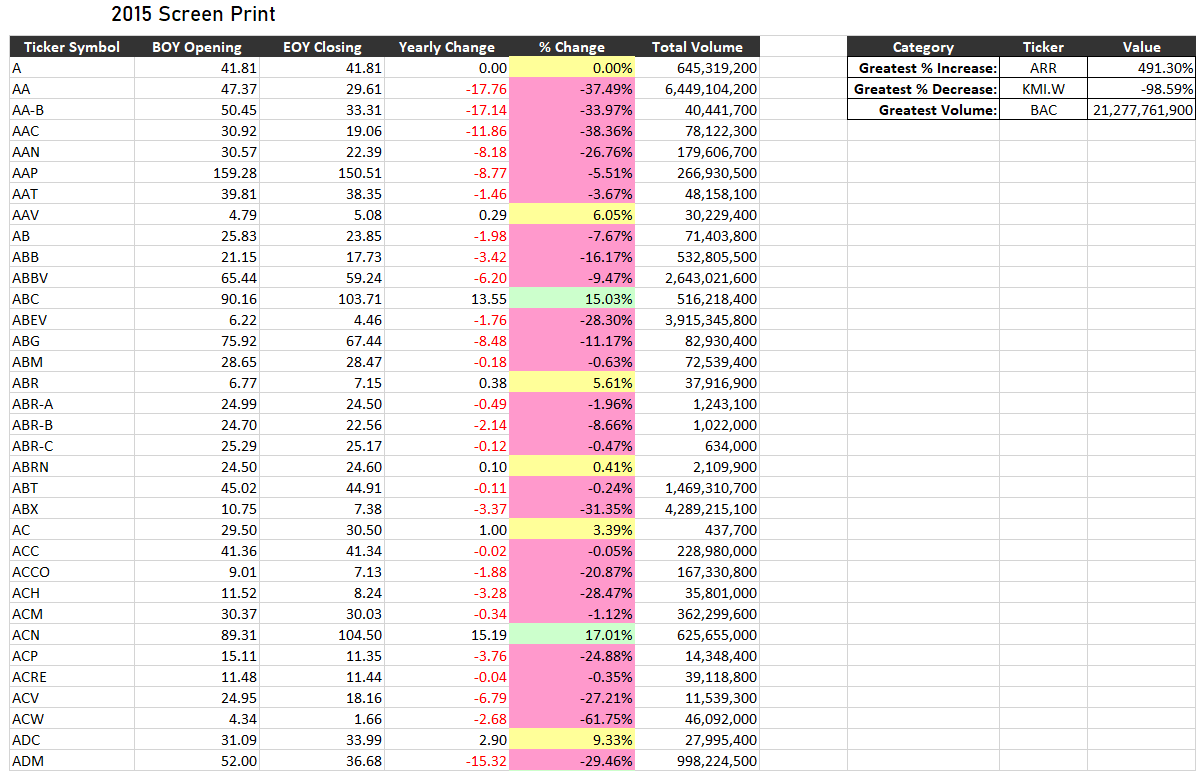 2015 Screen Print
Ticker Symbol BOY Opening EOY Closing Yearly Change % Change Total Volume Category Ticker Value
A 41.81 41.81 0.00 0.00% 645,319,200 Greatest % Increase: ARR 491.30%
AA 47.37 29.61 -17.76 -37.49% 6,449,104,200 Greatest % Decrease: KMI.W -98.59%
AA-B 50.45 33.31 -17.14 -33.97% 40,441,700 Greatest Volume: BAC 21,277,761,900
AAC 30.92 19.06 -11.86 -38.36% 78,122,300
AAN 30.57 22.39 -8.18 -26.76% 179,606,700
AAP 159.28 150.51 -8.77 -5.51% 266,930,500
AAT 39.81 38.35 -1.46 -3.67% 48,158,100
AAV 4.79 5.08 0.29 6.05% 30,229,400
AB 25.83 23.85 -1.98 -7.67% 71,403,800
ABB 21.15 17.73 -3.42 -16.17% 532,805,500
ABBV 65.44 59.24 -6.20 -9.47% 2,643,021,600
ABC 90.16 103.71 13.55 15.03% 516,218,400
ABEV 6.22 4.46 -1.76 -28.30% 3,915,345,800
ABG 75.92 67.44 -8.48 -11.17% 82,930,400
ABM 28.65 28.47 -0.18 -0.63% 72,539,400
ABR 6.77 7.15 0.38 5.61% 37,916,900
ABR-A 24.99 24.50 -0.49 -1.96% 1,243,100
ABR-B 24.70 22.56 -2.14 -8.66% 1,022,000
ABR-C 25.29 25.17 -0.12 -0.47% 634,000
ABRN 24.50 24.60 0.10 0.41% 2,109,900
ABT 45.02 44.91 -0.11 -0.24% 1,469,310,700
ABX 10.75 7.38 -3.37 -31.35% 4,289,215,100
AC 29.50 30.50 1.00 3.39% 437,700
ACC 41.36 41.34 -0.02 -0.05% 228,980,000
ACCO 9.01 7.13 -1.88 -20.87% 167,330,800
ACH 11.52 8.24 -3.28 -28.47% 35,801,000
ACM 30.37 30.03 -0.34 -1.12% 362,299,600
ACN 89.31 104.50 15.19 17.01% 625,655,000
ACP 15.11 11.35 -3.76 -24.88% 14,348,400
ACRE 11.48 11.44 -0.04 -0.35% 39,118,800
ACV 24.95 18.16 -6.79 -27.21% 11,539,300
ACW 4.34 1.66 -2.68 -61.75% 46,092,000
ADC 31.09 33.99 2.90 9.33% 27,995,400
ADM 52.00 36.68 -15.32 -29.46% 998,224,500